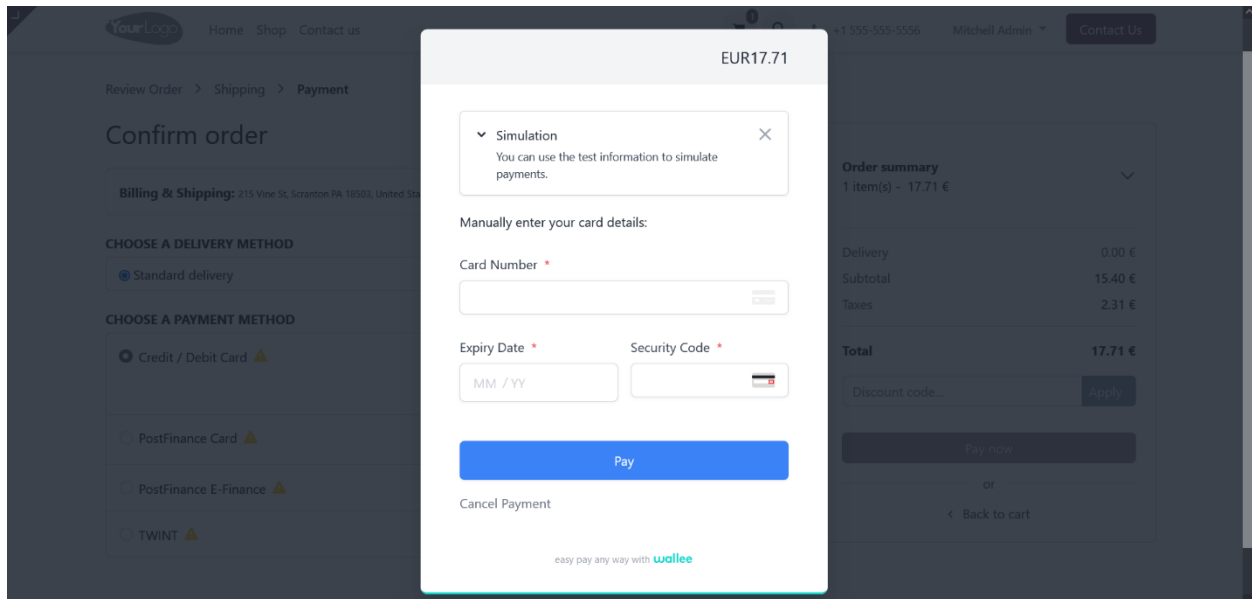 YourLogo
Home Shop Contact us
1
+1 555-555-5556
Mitchell Admin
Contact Us
Review Order > Shipping > Payment
Confirm order
Billing & Shipping: 215 Vine St, Scranton PA 18503, United Sta
CHOOSE A DELIVERY METHOD
Standard delivery
CHOOSE A PAYMENT METHOD
Credit / Debit Card
PostFinance Card
PostFinance E-Finance
TWINT
EUR17.71
Simulation
You can use the test information to simulate
payments.
Manually enter your card details:
Card Number *
Expiry Date * Security Code *
MM / YY
Pay
Cancel Payment
easy pay any way with wallee
Order summary
1 item(s) - 17.71 €
Delivery 0.00 €
Subtotal 15.40 €
Taxes 2.31 €
Total 17.71 €
Discount code... Apply
Pay now
or
< Back to cart